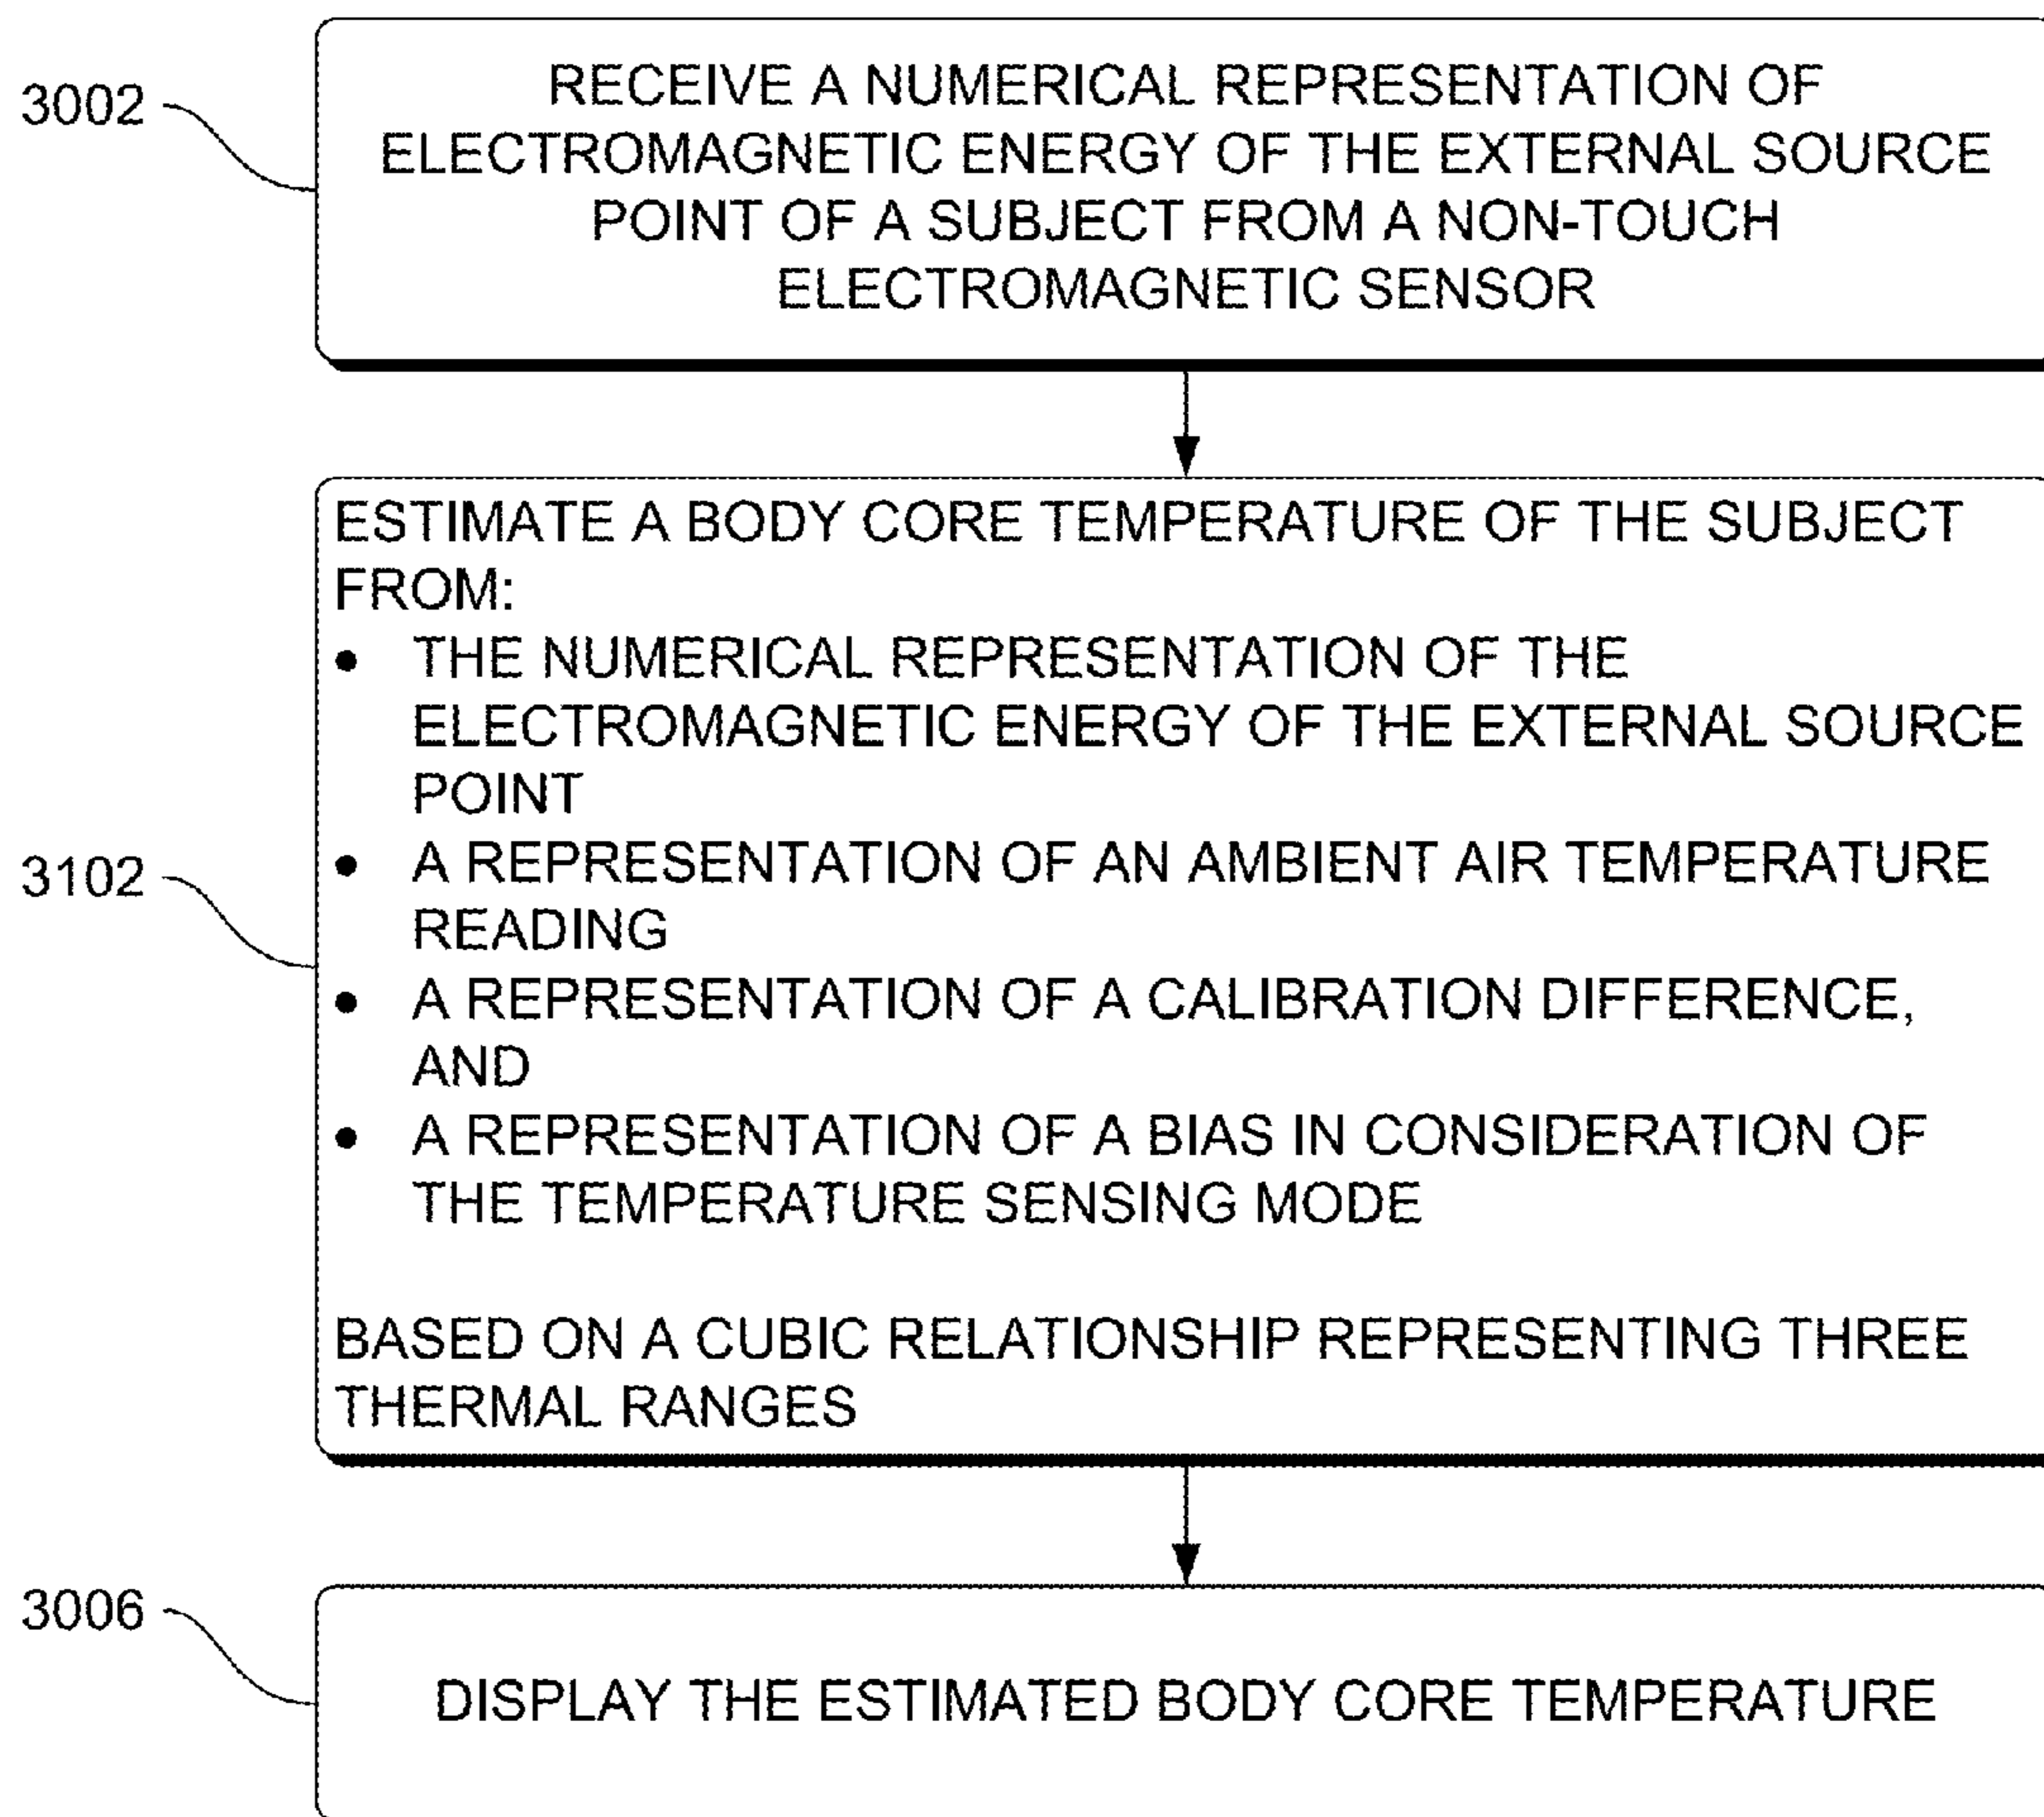 3002
RECEIVE A NUMERICAL REPRESENTATION OF
ELECTROMAGNETIC ENERGY OF THE EXTERNAL SOURCE
POINT OF A SUBJECT FROM A NON-TOUCH
ELECTROMAGNETIC SENSOR
3102
ESTIMATE A BODY CORE TEMPERATURE OF THE SUBJECT
FROM:
• THE NUMERICAL REPRESENTATION OF THE
ELECTROMAGNETIC ENERGY OF THE EXTERNAL SOURCE
POINT
• A REPRESENTATION OF AN AMBIENT AIR TEMPERATURE
READING
• A REPRESENTATION OF A CALIBRATION DIFFERENCE,
AND
• A REPRESENTATION OF A BIAS IN CONSIDERATION OF
THE TEMPERATURE SENSING MODE
BASED ON A CUBIC RELATIONSHIP REPRESENTING THREE
THERMAL RANGES
3006
DISPLAY THE ESTIMATED BODY CORE TEMPERATURE